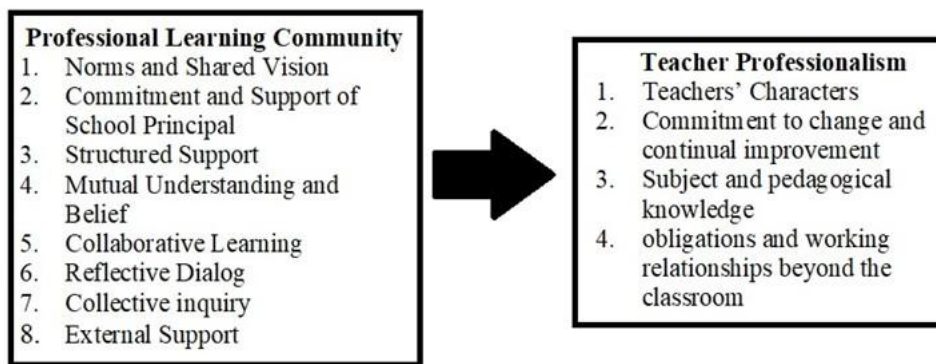 Professional Learning Community
1. Norms and Shared Vision
2. Commitment and Support of
School Principal
3. Structured Support
4. Mutual Understanding and
Belief
5. Collaborative Learning
6. Reflective Dialog
7. Collective inquiry
8. External Support
Teacher Professionalism
1. Teachers’ Characters
2. Commitment to change and
continual improvement
3. Subject and pedagogical
knowledge
4. obligations and working
relationships beyond the
classroom